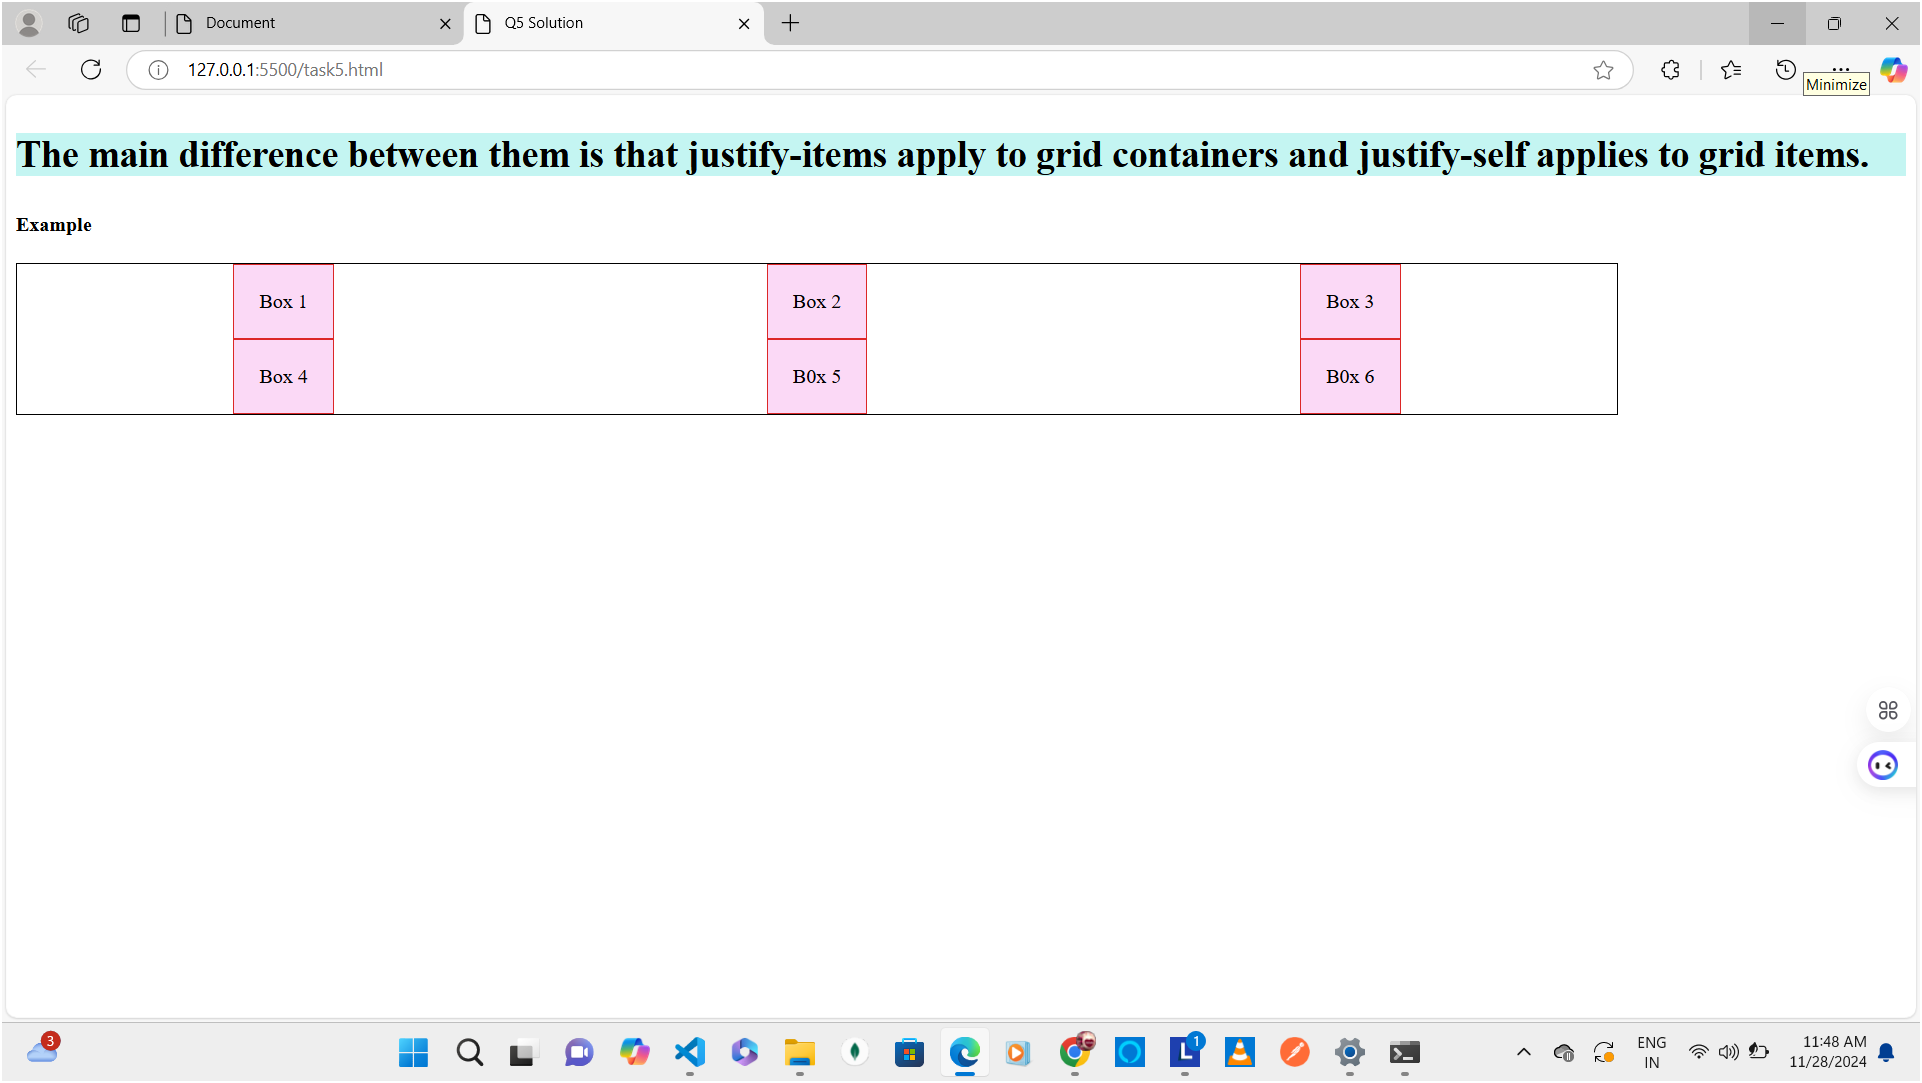 Document
Q5 Solution
127.0.0.1:5500/task5.html
Minimize
The main difference between them is that justify-items apply to grid containers and justify-self applies to grid items.
Example
Box 1 Box 2 Box 3
Box 4 B0x 5 B0x 6
3
L 1
ENG
IN
11:48 AM
11/28/2024